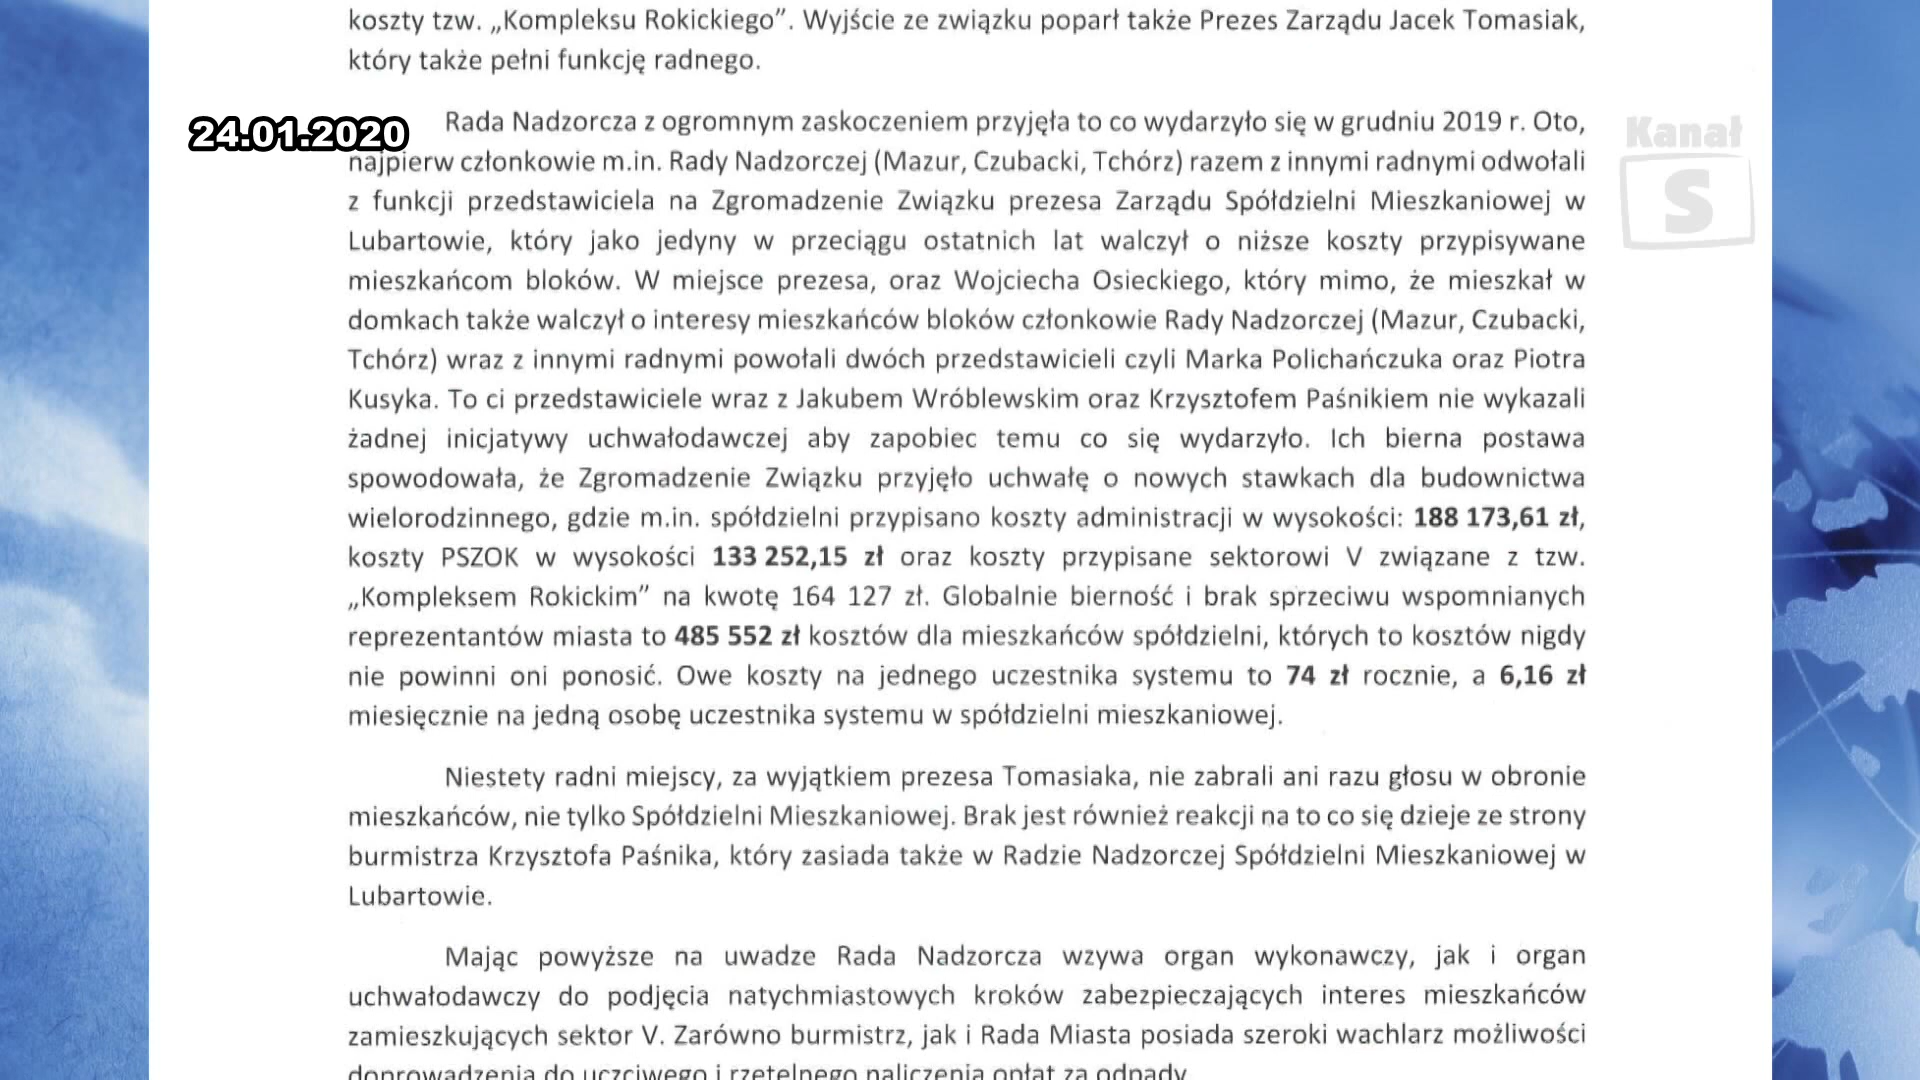 koszty tzw. „Kompleksu Rokickiego”. Wyjście ze związku poparł także Prezes Zarządu Jacek Tomasiak,
który także pełni funkcję radnego.
24.01.2020
Kanał
S
Rada Nadzorcza z ogromnym zaskoczeniem przyjęła to co wydarzyło się w grudniu 2019 r. Oto,
najpierw członkowie m.in. Rady Nadzorczej (Mazur, Czubacki, Tchórz) razem z innymi radnymi odwołali
z funkcji przedstawiciela na Zgromadzenie Związku prezesa Zarządu Spółdzielni Mieszkaniowej w
Lubartowie, który jako jedyny w przeciągu ostatnich lat walczył o niższe koszty przypisywane
mieszkańcom bloków. W miejsce prezesa, oraz Wojciecha Osieckiego, który mimo, że mieszkał w
domkach także walczył o interesy mieszkańców bloków członkowie Rady Nadzorczej (Mazur, Czubacki,
Tchórz) wraz z innymi radnymi powołali dwóch przedstawicieli czyli Marka Polichańczuka oraz Piotra
Kusyka. To ci przedstawiciele wraz z Jakubem Wróblewskim oraz Krzysztofem Paśnikiem nie wykazali
żadnej inicjatywy uchwałodawczej aby zapobiec temu co się wydarzyło. Ich bierna postawa
spowodowała, że Zgromadzenie Związku przyjęło uchwałę o nowych stawkach dla budownictwa
wielorodzinnego, gdzie m.in. spółdzielni przypisano koszty administracji w wysokości: 188 173,61 zł,
koszty PSZOK w wysokości 133 252,15 zł oraz koszty przypisane sektorowi V związane z tzw.
„Kompleksem Rokickim” na kwotę 164 127 zł. Globalnie bierność i brak sprzeciwu wspomnianych
reprezentantów miasta to 485 552 zł kosztów dla mieszkańców spółdzielni, których to kosztów nigdy
nie powinni oni ponosić. Owe koszty na jednego uczestnika systemu to 74 zł rocznie, a 6,16 zł
miesięcznie na jedną osobę uczestnika systemu w spółdzielni mieszkaniowej.
Niestety radni miejscy, za wyjątkiem prezesa Tomasiaka, nie zabrali ani razu głosu w obronie
mieszkańców, nie tylko Spółdzielni Mieszkaniowej. Brak jest również reakcji na to co się dzieje ze strony
burmistrza Krzysztofa Paśnika, który zasiada także w Radzie Nadzorczej Spółdzielni Mieszkaniowej w
Lubartowie.
Mając powyższe na uwadze Rada Nadzorcza wzywa organ wykonawczy, jak i organ
uchwałodawczy do podjęcia natychmiastowych kroków zabezpieczających interes mieszkańców
zamieszkujących sektor V. Zarówno burmistrz, jak i Rada Miasta posiada szeroki wachlarz możliwości
doprowadzenia do uczciwego i rzetelnego naliczenia opłat za odpady.